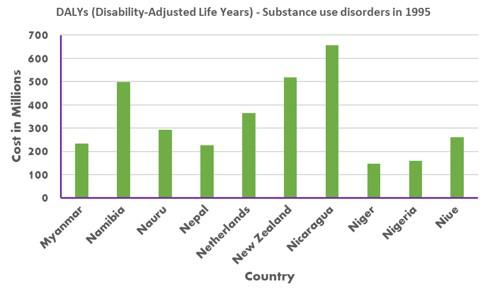 DALYs (Disability-Adjusted Life Years) - Substance use disorders in 1995
Cost in Millions
700
600
500
400
300
200
100
0
Myanmar
Namibia
Nauru
Nepal
Netherlands
New Zealand
Nicaragua
Niger
Nigeria
Niue
Country